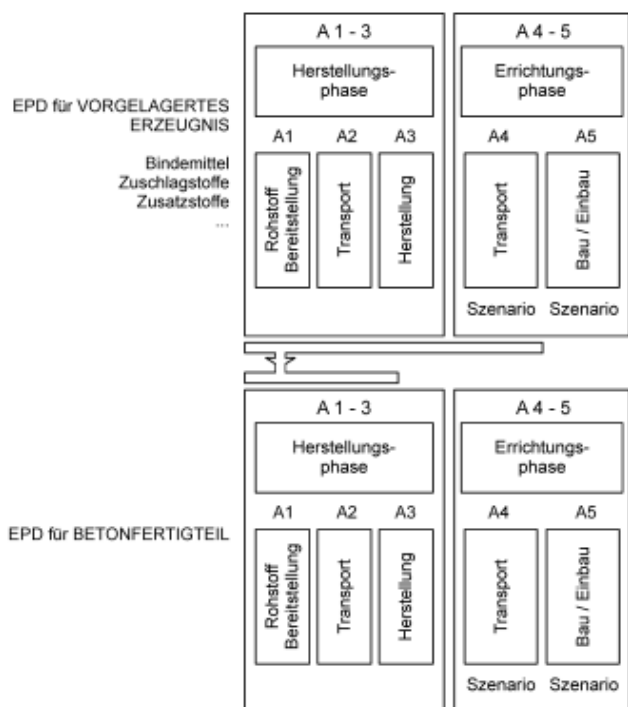 A 1 - 3
A 4 - 5
Herstellungs-
phase
Errichtungs-
phase
EPD für VORGELAGERTES
ERZEUGNIS
Bindemittel
Zuschlagstoffe
Zusatzstoffe
...
A1
A2
A3
A4
A5
Rohstoff
Bereitstellung
Transport
Herstellung
Transport
Bau / Einbau
Szenario
Szenario
A 1 - 3
A 4 - 5
Herstellungs-
phase
Errichtungs-
phase
A1
A2
A3
A4
A5
EPD für BETONFERTIGTEIL
Rohstoff
Bereitstellung
Transport
Herstellung
Transport
Bau / Einbau
Szenario
Szenario